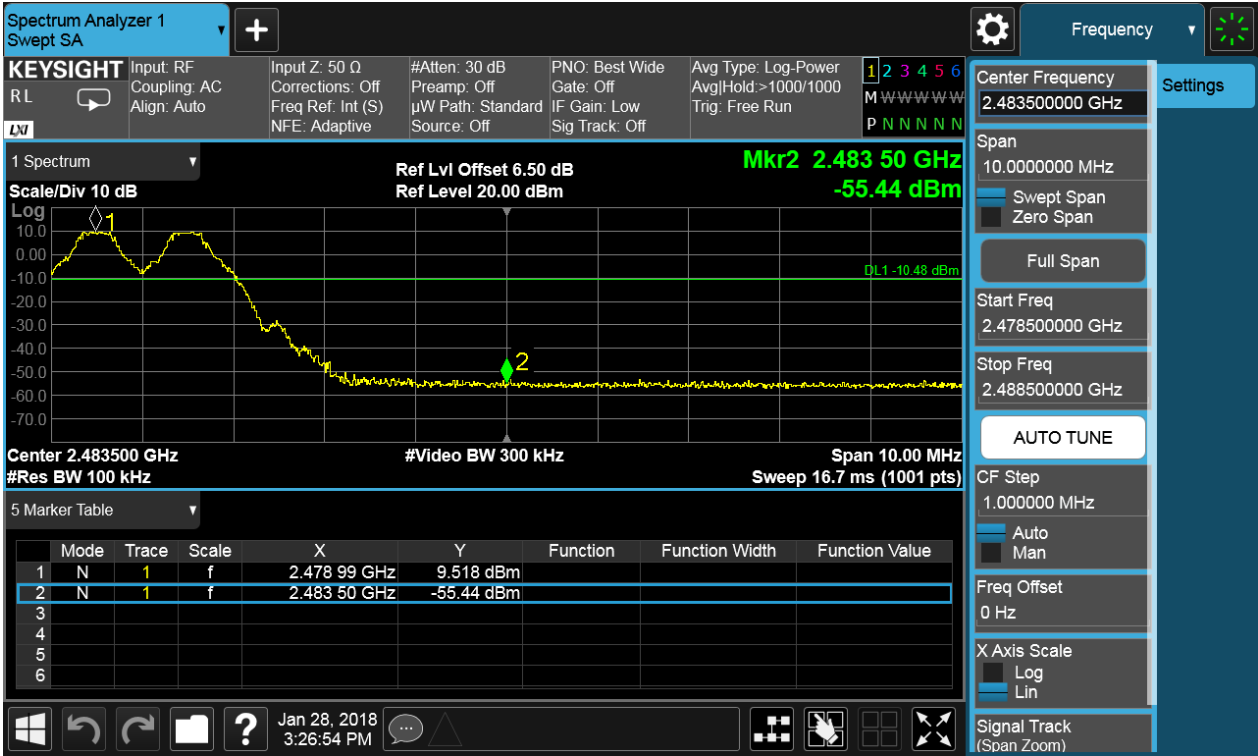 Spectrum Analyzer 1
Swept SA
Frequency
KEYSIGHT
R L
LXI
Input: RF
Coupling: AC
Align: Auto
Input Z: 50 Ω
Corrections: Off
Freq Ref: Int (S)
NFE: Adaptive
#Atten: 30 dB
Preamp: Off
µW Path: Standard
Source: Off
PNO: Best Wide
Gate: Off
IF Gain: Low
Sig Track: Off
Avg Type: Log-Power
Avg|Hold:>1000/1000
Trig: Free Run
1 2 3 4 5 6
M W W W W W
P N N N N N
1 Spectrum
Scale/Div 10 dB
Ref Lvl Offset 6.50 dB
Ref Level 20.00 dBm
Mkr2 2.483 50 GHz
-55.44 dBm
Log
10.0
0.00
-10.0
-20.0
-30.0
-40.0
-50.0
-60.0
-70.0
1
2
DL1 -10.48 dBm
Center 2.483500 GHz
#Video BW 300 kHz
Span 10.00 MHz
#Res BW 100 kHz
Sweep 16.7 ms (1001 pts)
5 Marker Table
Mode Trace Scale X Y Function Function Width Function Value
1 N 1 f 2.478 99 GHz 9.518 dBm
2 N 1 f 2.483 50 GHz -55.44 dBm
3
4
5
6
Jan 28, 2018
3:26:54 PM
?
Center Frequency
2.483500000 GHz
Settings
Span
10.0000000 MHz
Swept Span
Zero Span
Full Span
Start Freq
2.478500000 GHz
Stop Freq
2.488500000 GHz
AUTO TUNE
CF Step
1.000000 MHz
Auto
Man
Freq Offset
0 Hz
X Axis Scale
Log
Lin
Signal Track
(Span Zoom)